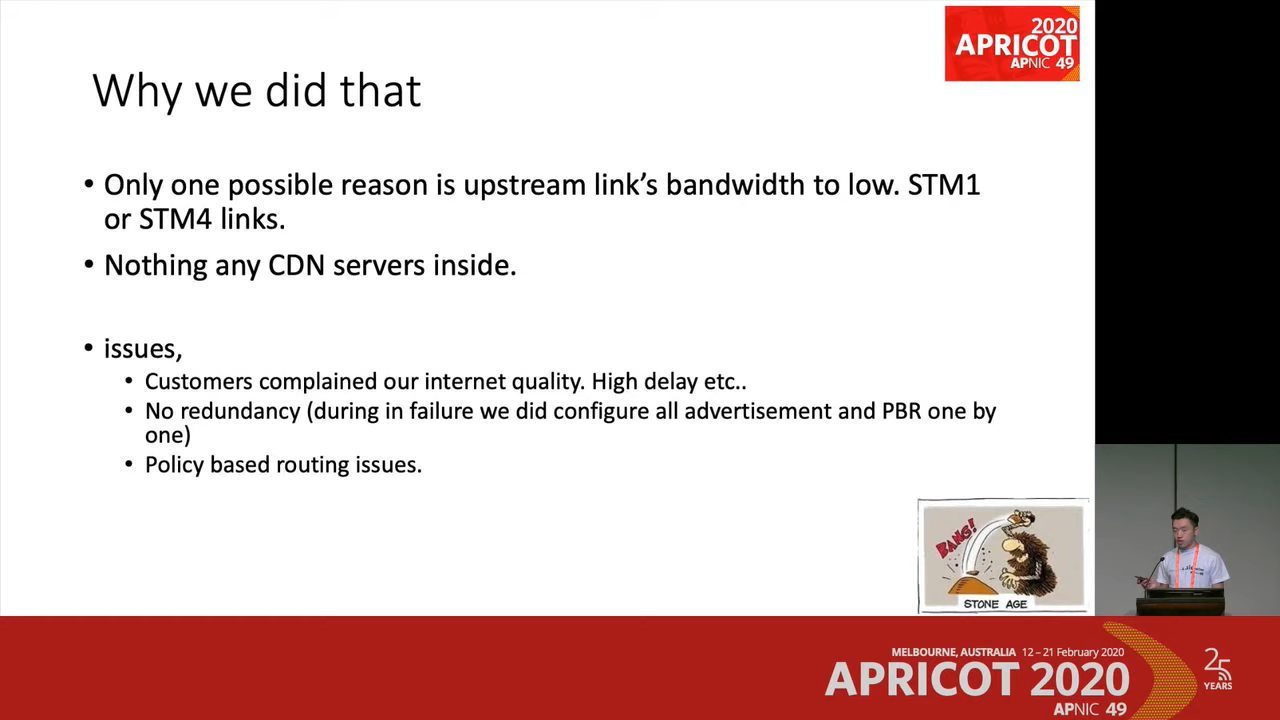 2020
APRICOT
APNIC 49
Why we did that
• Only one possible reason is upstream link's bandwidth to low. STM1
or STM4 links.
• Nothing any CDN servers inside.
• issues,
• Customers complained our internet quality. High delay etc..
• No redundancy (during in failure we did configure all advertisement and PBR one by
one)
• Policy based routing issues.
BANG!
STONE AGE
MELBOURNE, AUSTRALIA 12 – 21 February 2020
APRICOT 2020
APNIC 49
25
YEARS